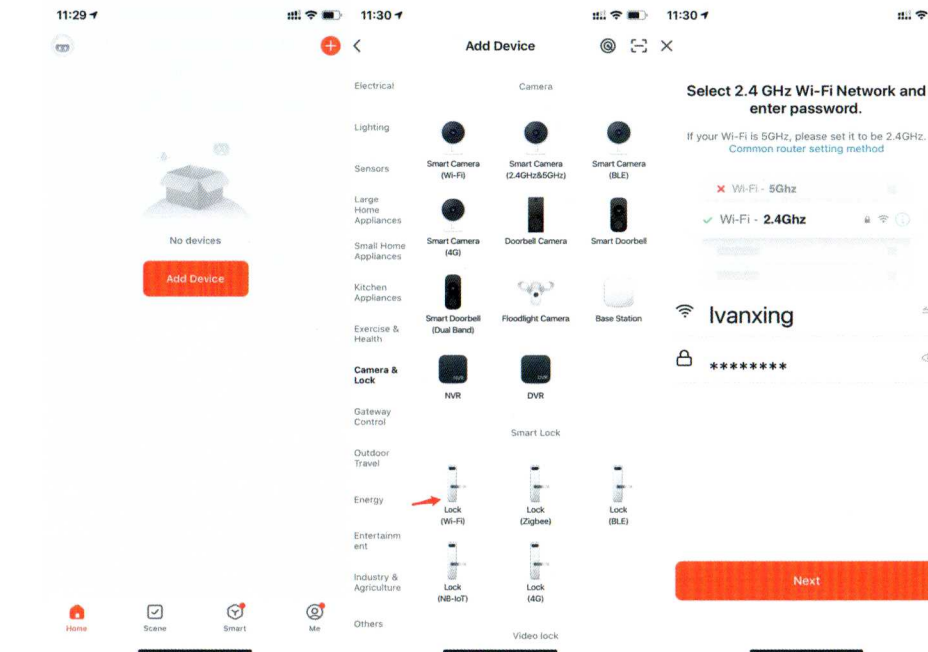 11:29
No devices
Add Device
Home
Scene
Smart
Me
11:30
Add Device
Electrical
Lighting
Sensors
Large
Home
Appliances
Small Home
Appliances
Kitchen
Appliances
Exercise &
Health
Camera &
Lock
Gateway
Control
Outdoor
Travel
Energy
Entertainm
ent
Industry &
Agriculture
Others
Camera
Smart Camera
(Wi-Fi)
Smart Camera
(2.4GHz&5GHz)
Smart Camera
(BLE)
Smart Camera
(4G)
Doorbell Camera
Smart Doorbell
Smart Doorbell
(Dual Band)
Floodlight Camera
Base Station
NVR
NVR
DVR
DVR
Smart Lock
Lock
(Wi-Fi)
Lock
(Zigbee)
Lock
(BLE)
Lock
(NB-IoT)
Lock
(4G)
Video lock
11:30
Select 2.4 GHz Wi-Fi Network and
enter password.
If your Wi-Fi is 5GHz, please set it to be 2.4GHz.
Common router setting method
Wi-Fi - 5Ghz
Wi-Fi - 2.4Ghz
lvanxing
********
Next